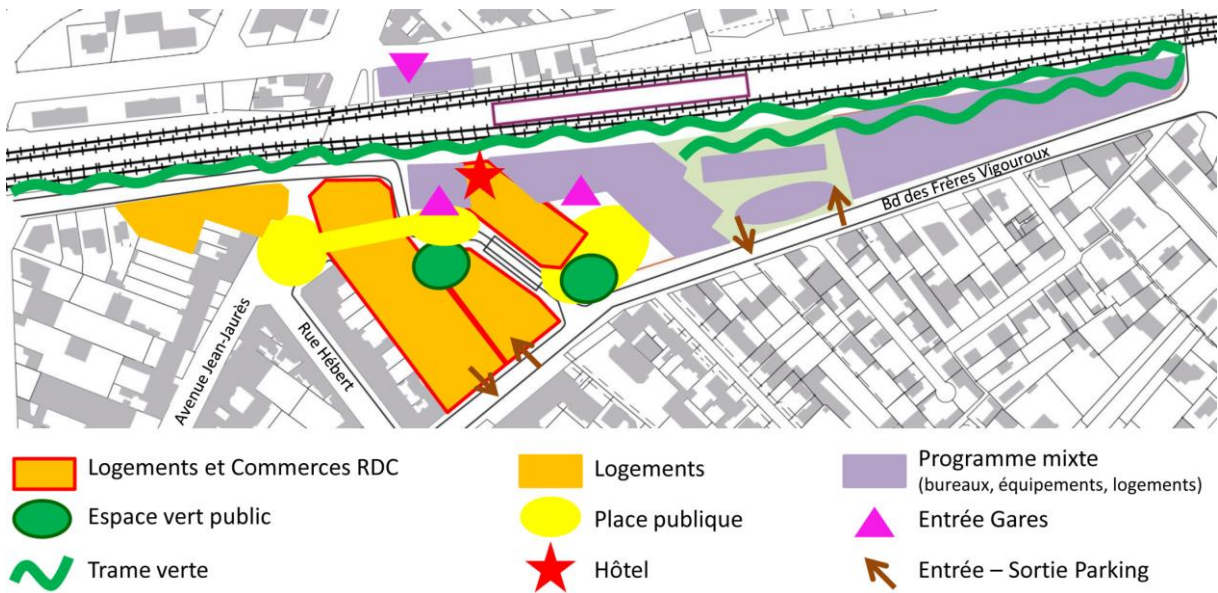 Bd des Frères Vigouroux
Avenue Jean-Jaurès
Rue Hébert
Logements et Commerces RDC
Logements
Programme mixte
(bureaux, équipements, logements)
Espace vert public
Place publique
Entrée Gares
Trame verte
Hôtel
Entrée – Sortie Parking